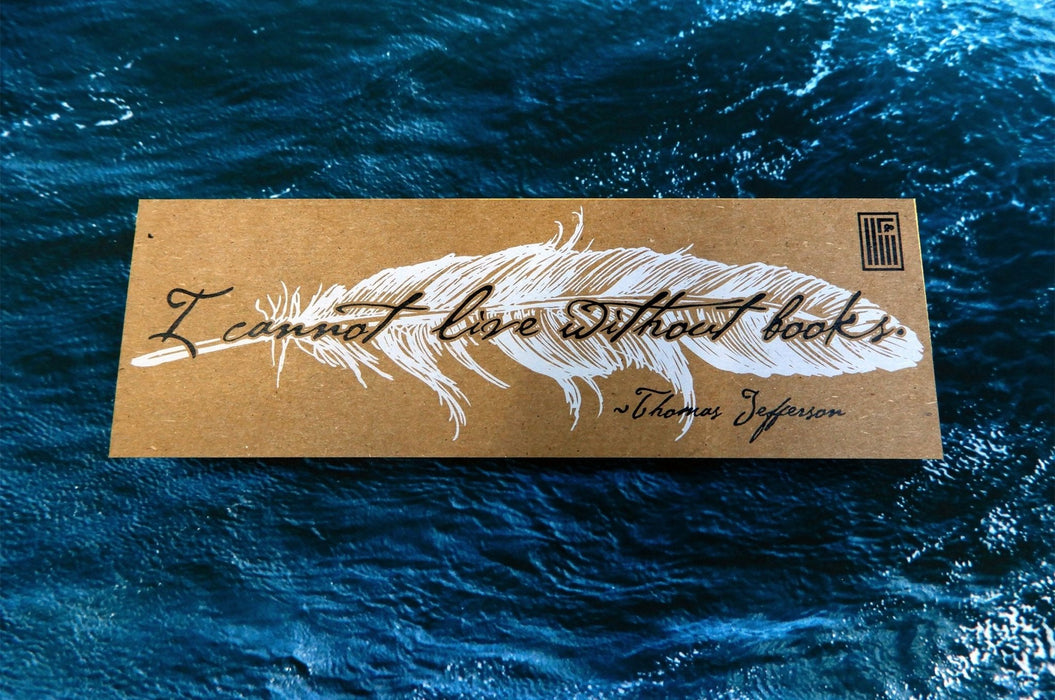 I cannot live without books.
~Thomas Jefferson